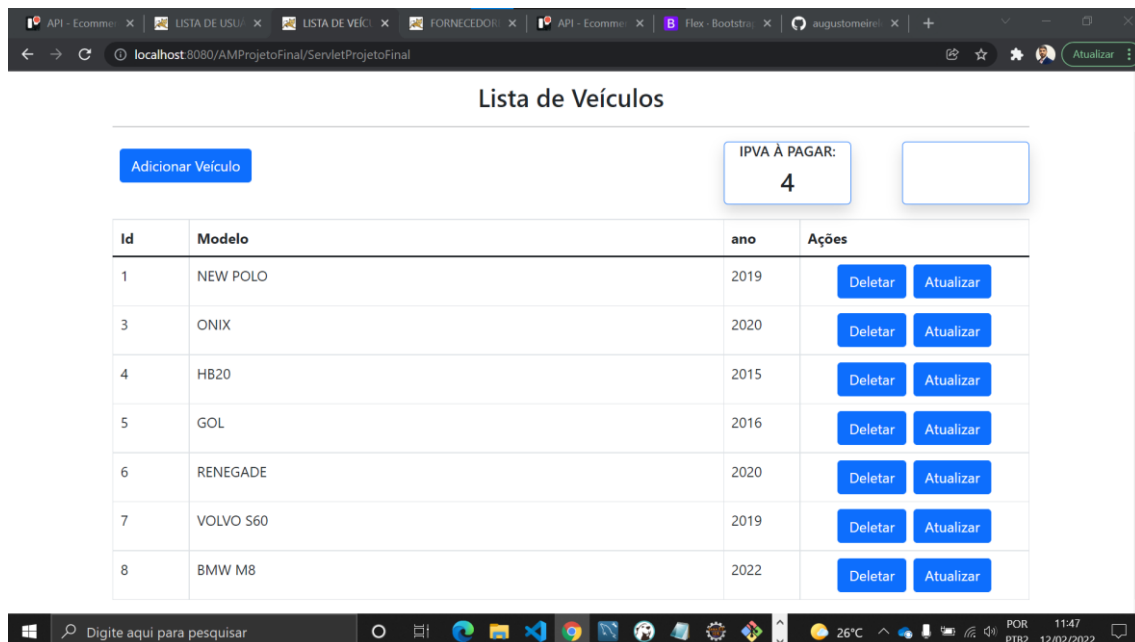 API - Ecommer
LISTA DE USUÁ
LISTA DE VEÍCU
FORNECEDOR
API - Ecommer
Flex · Bootstrap
augustomeirel
localhost:8080/AMProjetoFinal/ServletProjetoFinal
Atualizar
Lista de Veículos
Adicionar Veículo
IPVA À PAGAR:
4
Id Modelo ano Ações
1 NEW POLO 2019 Deletar Atualizar
3 ONIX 2020 Deletar Atualizar
4 HB20 2015 Deletar Atualizar
5 GOL 2016 Deletar Atualizar
6 RENEGADE 2020 Deletar Atualizar
7 VOLVO S60 2019 Deletar Atualizar
8 BMW M8 2022 Deletar Atualizar
Digite aqui para pesquisar
26°C
POR
PTB2
11:47
12/02/2022